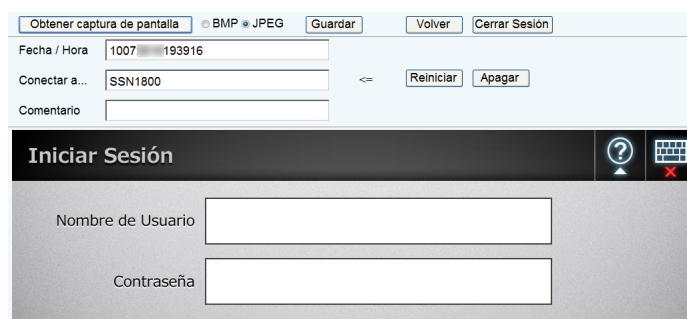 Obtener captura de pantalla BMP JPEG Guardar Volver Cerrar Sesión
Fecha / Hora 1007 193916
Conectar a... SSN1800 <= Reiniciar Apagar
Comentario
Iniciar Sesión ?
Nombre de Usuario
Contraseña